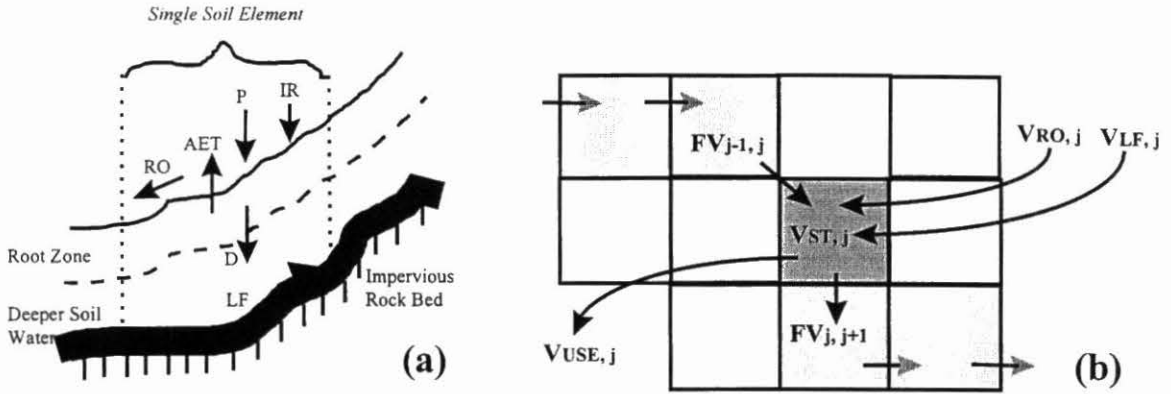 Single Soil Element
P
IR
AET
RO
Root Zone
D
LF
Impervious
Rock Bed
Deeper Soil
Water
(a)
FVj-1, j
VRO, j
VLF, j
VST, j
VUSE, j
FVj, j+1
(b)